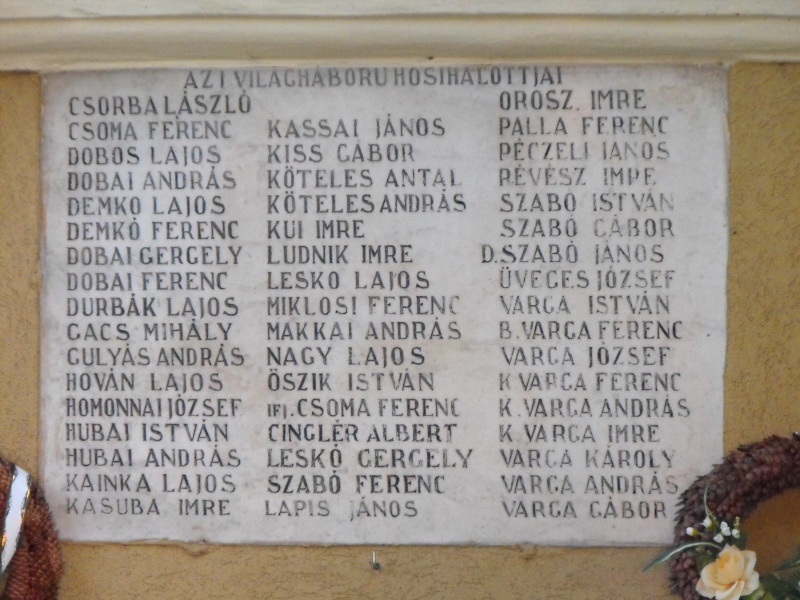 AZ I VILÁGHÁBORU HŐSI HALOTTJAI
CSORBA LÁSZLÓ
CSOMA FERENC
DOBOS LAJOS
DOBAI ANDRÁS
DEMKÓ LAJOS
DEMKÓ FERENC
DOBAI GERGELY
DOBAI FERENC
DURBÁK LAJOS
GACS MIHÁLY
GULYÁS ANDRÁS
HOVÁN LAJOS
HOMONNAI JÓZSEF
HUBAI ISTVÁN
HUBAI ANDRÁS
KAINKA LAJOS
KASUBA IMRE
KASSAI JÁNOS
KISS GÁBOR
KÖTELES ANTAL
KÖTELES ANDRÁS
KUI IMRE
LUDNIK IMRE
LESKÓ LAJOS
MIKLOSI FERENC
MAKKAI ANDRÁS
NAGY LAJOS
ŐSZIK ISTVÁN
IFJ. CSOMA FERENC
CINGLÉR ALBERT
LESKÓ GERGELY
SZABÓ FERENC
LAPIS JÁNOS
OROSZ IMRE
PALLA FERENC
PÉCZELI JÁNOS
RÉVÉSZ IMRE
SZABÓ ISTVÁN
SZABÓ GÁBOR
D. SZABÓ JÁNOS
ÜVEGES JÓZSEF
VARGA ISTVÁN
B. VARGA FERENC
VARGA JÓZSEF
K VARGA FERENC
K. VARGA ANDRÁS
K. VARGA IMRE
VARGA KÁROLY
VARGA ANDRÁS
VARGA GÁBOR